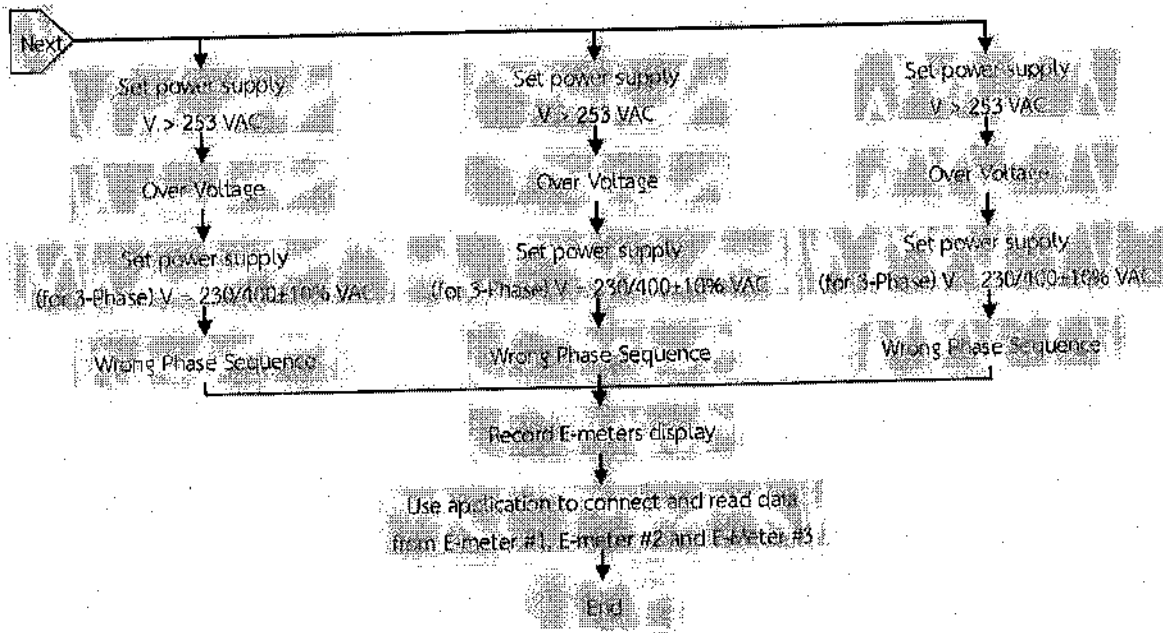 Next
Set power supply
V > 253 VAC
Over Voltage
Set power supply
(for 3-Phase) V = 230/400±10% VAC
Wrong Phase Sequence
Set power supply
V > 253 VAC
Over Voltage
Set power supply
(for 3-Phase) V = 230/400±10% VAC
Wrong Phase Sequence
Set power supply
V > 253 VAC
Over Voltage
Set power supply
(for 3-Phase) V = 230/400±10% VAC
Wrong Phase Sequence
Record E-meters display
Use application to connect and read data
from E-meter #1, E-meter #2 and E-Meter #3
End